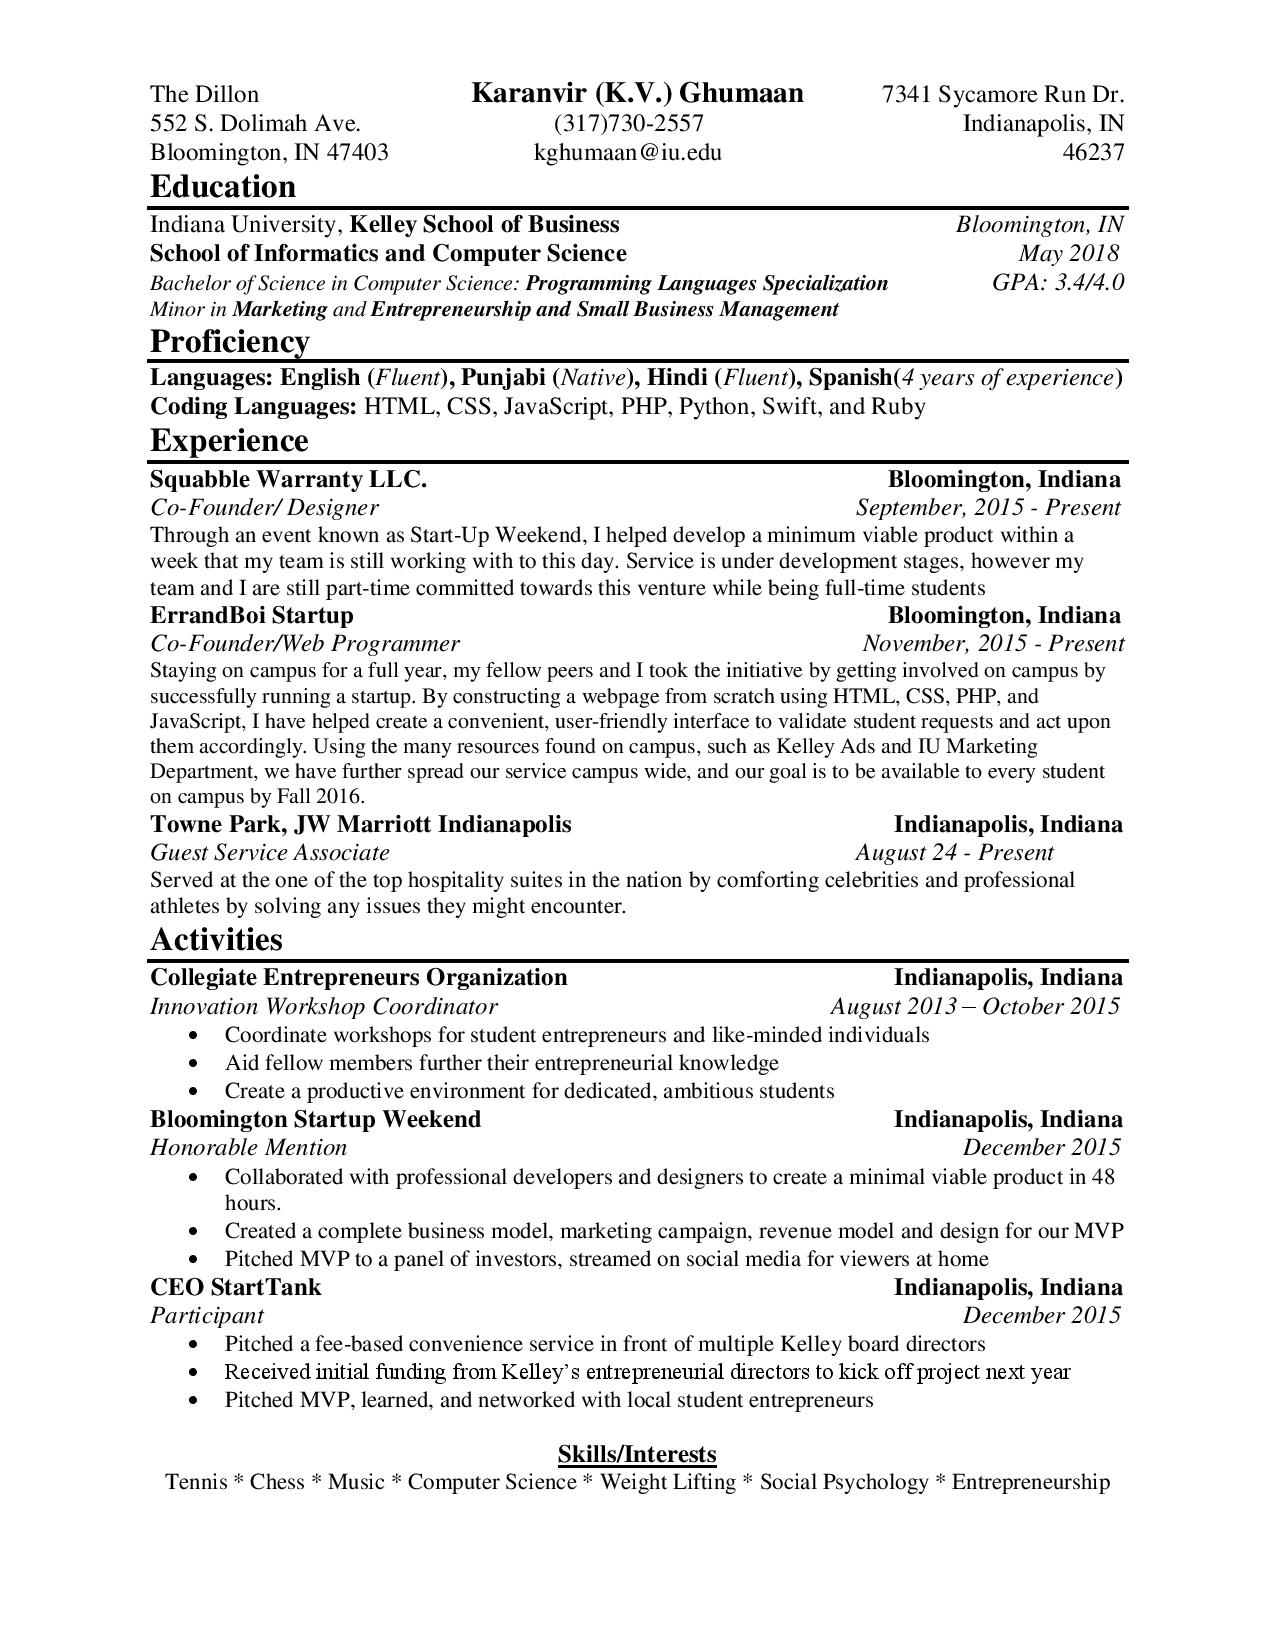 The Dillon Karanvir (K.V.) Ghumaan 7341 Sycamore Run Dr.
552 S. Dolimah Ave. (317)730-2557 Indianapolis, IN
Bloomington, IN 47403 kghumaan@iu.edu 46237
Education
Indiana University, Kelley School of Business Bloomington, IN
School of Informatics and Computer Science May 2018
Bachelor of Science in Computer Science: Programming Languages Specialization GPA: 3.4/4.0
Minor in Marketing and Entrepreneurship and Small Business Management
Proficiency
Languages: English (Fluent), Punjabi (Native), Hindi (Fluent), Spanish(4 years of experience)
Coding Languages: HTML, CSS, JavaScript, PHP, Python, Swift, and Ruby
Experience
Squabble Warranty LLC. Bloomington, Indiana
Co-Founder/ Designer September, 2015 - Present
Through an event known as Start-Up Weekend, I helped develop a minimum viable product within a
week that my team is still working with to this day. Service is under development stages, however my
team and I are still part-time committed towards this venture while being full-time students
ErrandBoi Startup Bloomington, Indiana
Co-Founder/Web Programmer November, 2015 - Present
Staying on campus for a full year, my fellow peers and I took the initiative by getting involved on campus by
successfully running a startup. By constructing a webpage from scratch using HTML, CSS, PHP, and
JavaScript, I have helped create a convenient, user-friendly interface to validate student requests and act upon
them accordingly. Using the many resources found on campus, such as Kelley Ads and IU Marketing
Department, we have further spread our service campus wide, and our goal is to be available to every student
on campus by Fall 2016.
Towne Park, JW Marriott Indianapolis Indianapolis, Indiana
Guest Service Associate August 24 - Present
Served at the one of the top hospitality suites in the nation by comforting celebrities and professional
athletes by solving any issues they might encounter.
Activities
Collegiate Entrepreneurs Organization Indianapolis, Indiana
Innovation Workshop Coordinator August 2013 – October 2015
• Coordinate workshops for student entrepreneurs and like-minded individuals
• Aid fellow members further their entrepreneurial knowledge
• Create a productive environment for dedicated, ambitious students
Bloomington Startup Weekend Indianapolis, Indiana
Honorable Mention December 2015
• Collaborated with professional developers and designers to create a minimal viable product in 48
hours.
• Created a complete business model, marketing campaign, revenue model and design for our MVP
• Pitched MVP to a panel of investors, streamed on social media for viewers at home
CEO StartTank Indianapolis, Indiana
Participant December 2015
• Pitched a fee-based convenience service in front of multiple Kelley board directors
• Received initial funding from Kelley’s entrepreneurial directors to kick off project next year
• Pitched MVP, learned, and networked with local student entrepreneurs
Skills/Interests
Tennis * Chess * Music * Computer Science * Weight Lifting * Social Psychology * Entrepreneurship